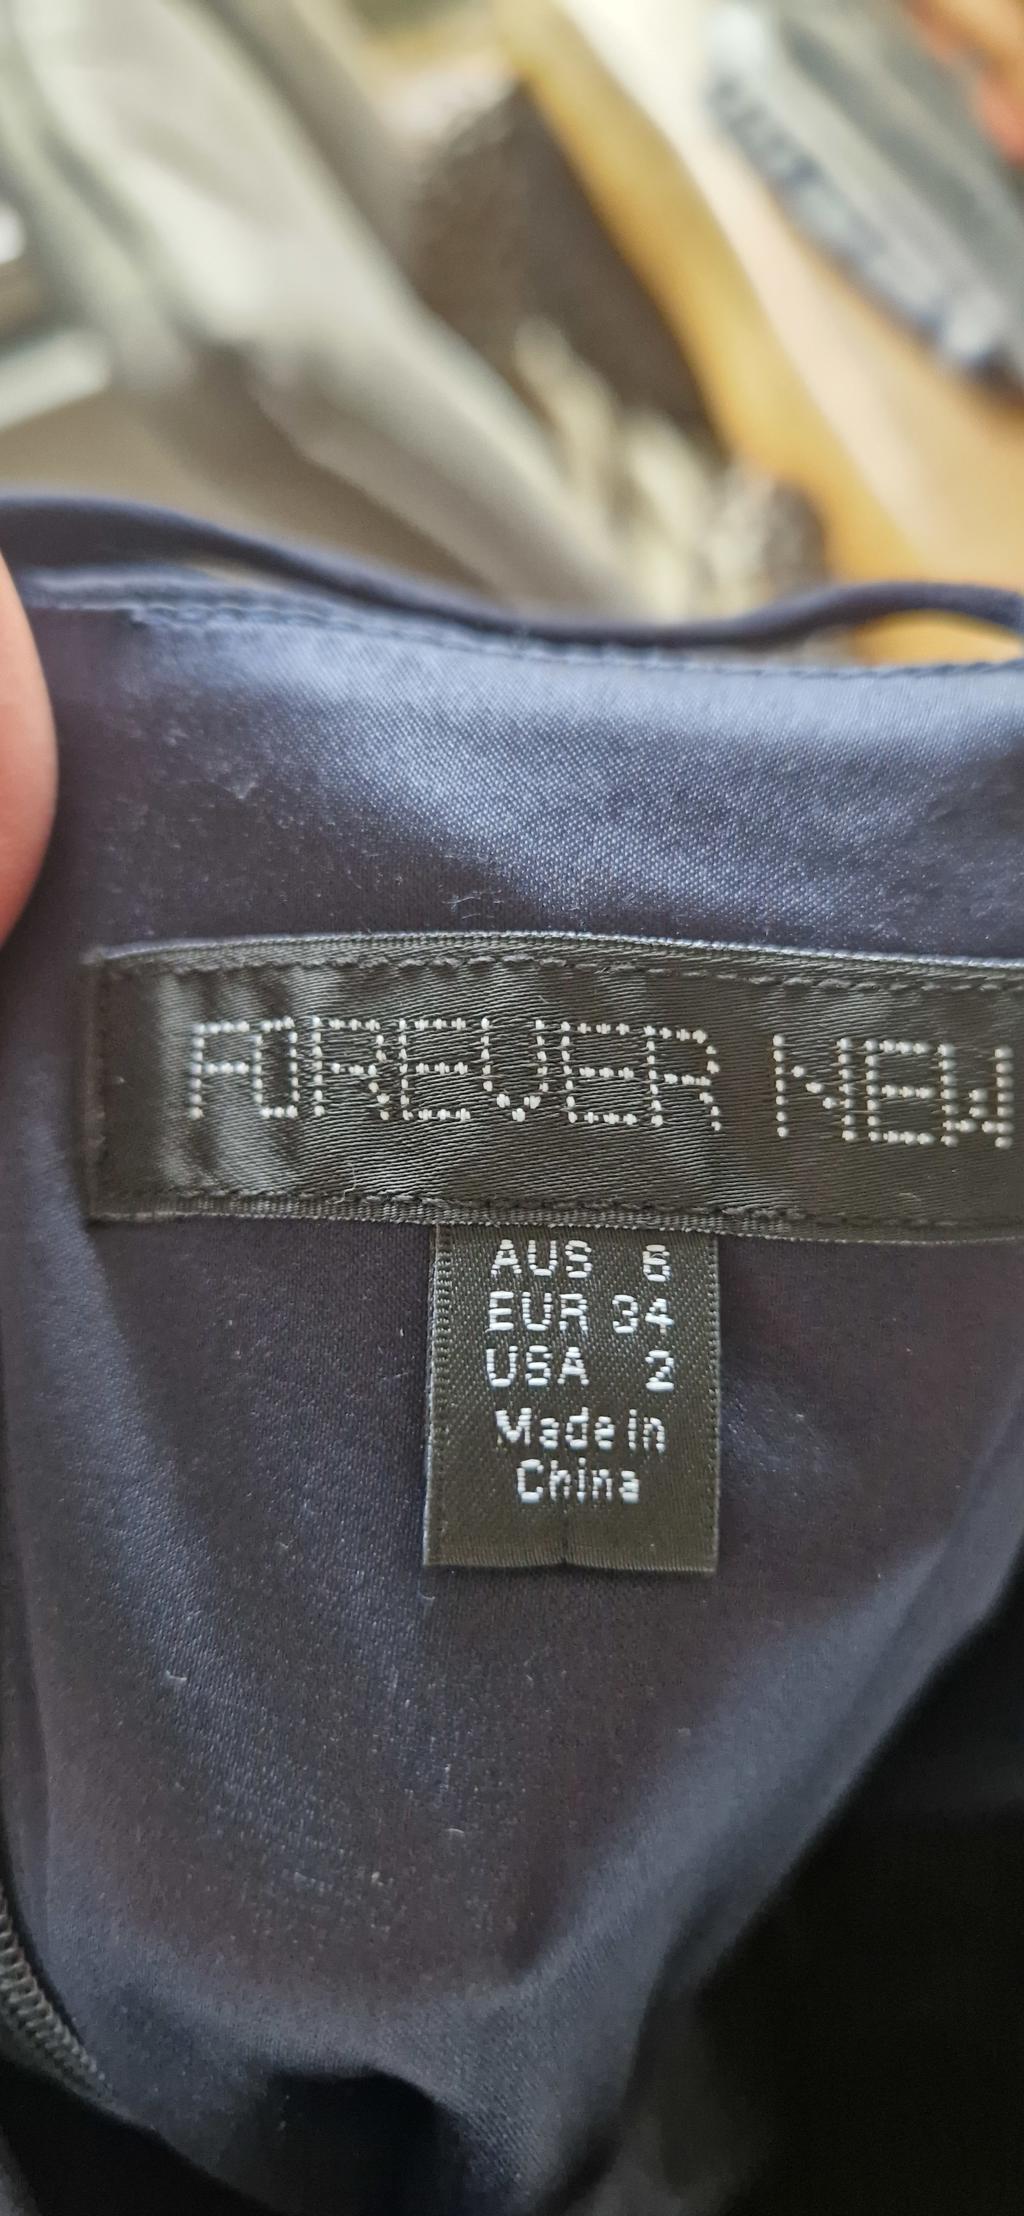 FOREVER NEW
AUS 6
EUR 34
USA 2
Made in
China